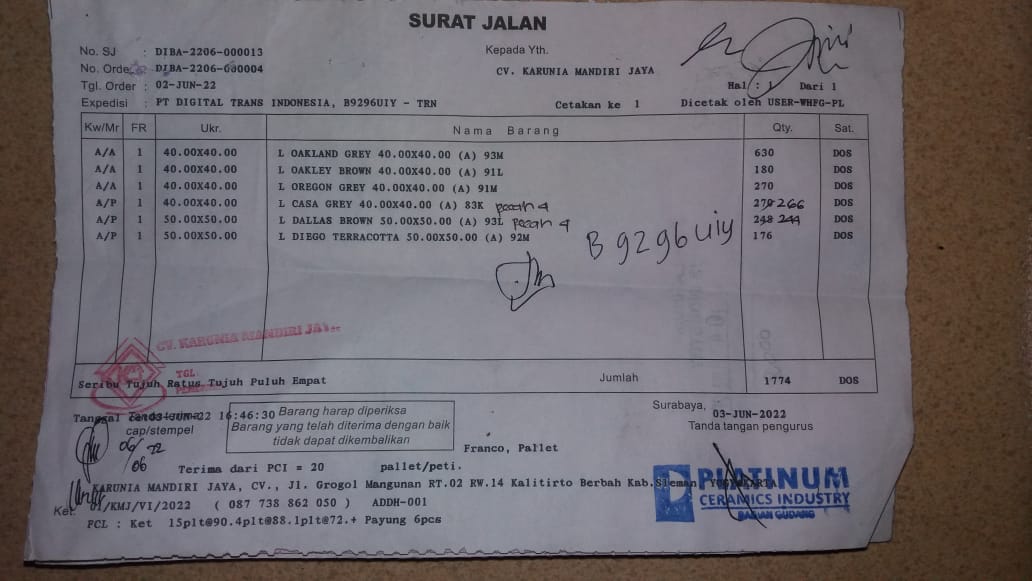 SURAT JALAN
No. SJ : DIBA-2206-000013
Kepada Yth.
No. Order : DIBA-2206-000004
CV. KARUNIA MANDIRI JAYA
Tgl. Order : 02-JUN-22
Hal : 1 Dari 1
Expedisi : PT DIGITAL TRANS INDONESIA, B9296UIY - TRN Cetakan ke 1 Dicetak oleh USER-WHFG-PL
Kw/Mr FR Ukr. Nama Barang Qty. Sat.
A/A 1 40.00X40.00 L OAKLAND GREY 40.00X40.00 (A) 93M 630 DOS
A/A 1 40.00X40.00 L OAKLEY BROWN 40.00X40.00 (A) 91L 180 DOS
A/A 1 40.00X40.00 L OREGON GREY 40.00X40.00 (A) 91M 270 DOS
A/P 1 40.00X40.00 L CASA GREY 40.00X40.00 (A) 83K pecah 4 270 266 DOS
A/P 1 50.00X50.00 L DALLAS BROWN 50.00X50.00 (A) 93L pecah 4 248 244 DOS
A/P 1 50.00X50.00 L DIEGO TERRACOTTA 50.00X50.00 (A) 92M 176 DOS
B 9296 uiy
CV. KARUNIA MANDIRI JAYA
TGL
Seribu Tujuh Ratus Tujuh Puluh Empat Jumlah 1774 DOS
Tanggal 03-JUN-22 16:46:30
cap/stempel
Barang harap diperiksa
Barang yang telah diterima dengan baik
tidak dapat dikembalikan
Surabaya, 03-JUN-2022
Tanda tangan pengurus
06/22
06
Franco, Pallet
Terima dari PCI = 20 pallet/peti.
KARUNIA MANDIRI JAYA, CV., Jl. Grogol Mangunan RT.02 RW.14 Kalitirto Berbah Kab.Sleman YOGYAKARTA
Ket. 01/KMJ/VI/2022 ( 087 738 862 050 ) ADDH-001
PCL : Ket 15plt@90.4plt@88.1plt@72.+ Payung 6pcs
PLATINUM
CERAMICS INDUSTRY
BAGIAN GUDANG